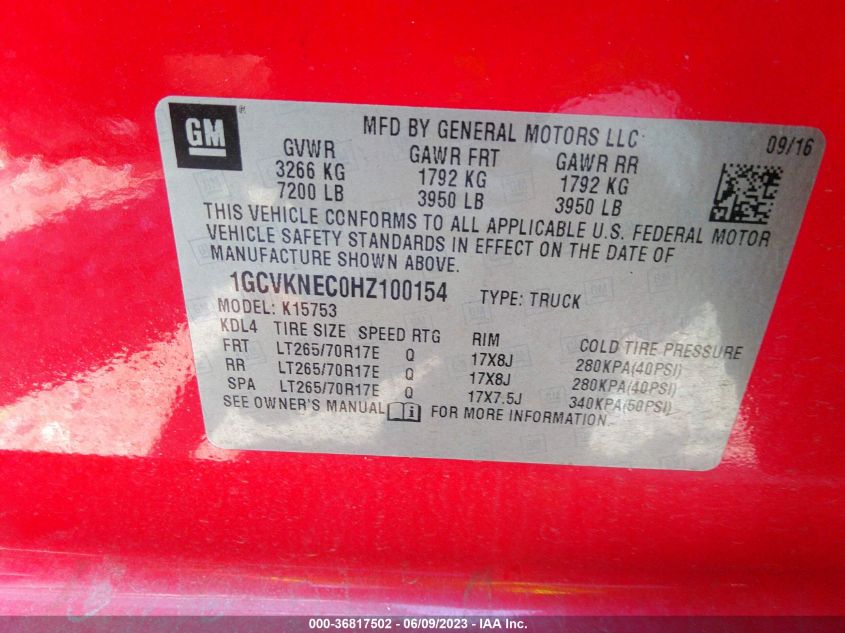 GM
®
MFD BY GENERAL MOTORS LLC
09/16
GVWR GAWR FRT GAWR RR
3266 KG 1792 KG 1792 KG
7200 LB 3950 LB 3950 LB
THIS VEHICLE CONFORMS TO ALL APPLICABLE U.S. FEDERAL MOTOR
VEHICLE SAFETY STANDARDS IN EFFECT ON THE DATE OF
MANUFACTURE SHOWN ABOVE.
1GCVKNEC0HZ100154 TYPE: TRUCK
MODEL: K15753
KDL4 TIRE SIZE SPEED RTG RIM COLD TIRE PRESSURE
FRT LT265/70R17E Q 17X8J 280KPA(40PSI)
RR LT265/70R17E Q 17X8J 280KPA(40PSI)
SPA LT265/70R17E Q 17X7.5J 340KPA(50PSI)
SEE OWNER'S MANUAL FOR MORE INFORMATION.
000-36817502 - 06/09/2023 - IAA Inc.